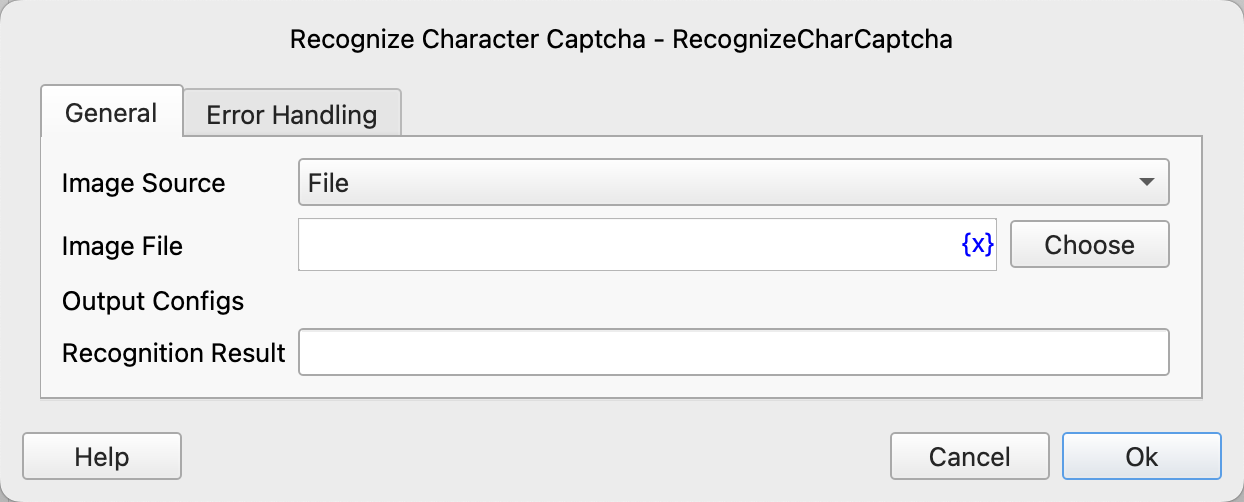 Recognize Character Captcha - RecognizeCharCaptcha
General
Error Handling
Image Source
File
Image File
{x}
Choose
Output Configs
Recognition Result
Help
Cancel
Ok